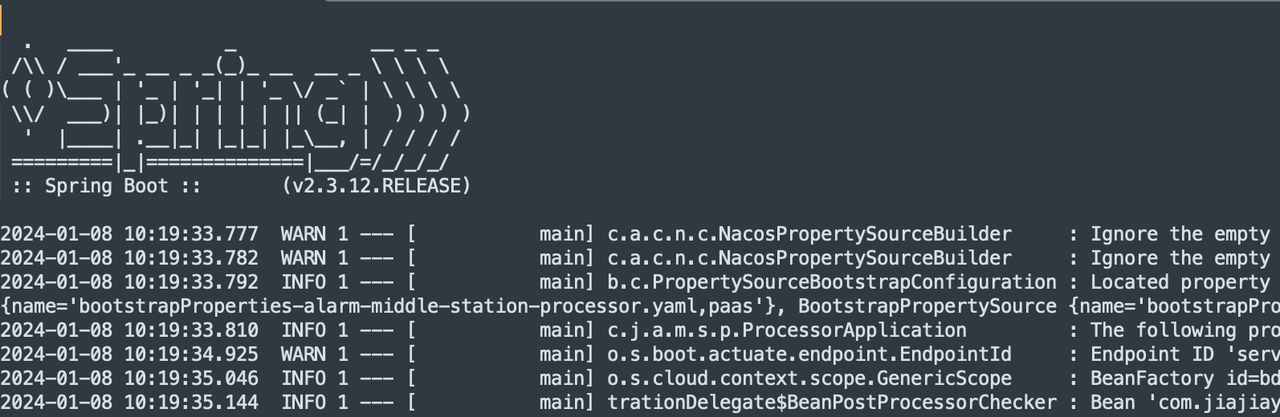 .   ____          _            __ _ _
 /\\ / ___'_ __ _ _(_)_ __  __ _ \ \ \ \
( ( )\___ | '_ | '_| | '_ \/ _` | \ \ \ \
 \\/  ___)| |_)| | | | | || (_| |  ) ) ) )
  '  |____| .__|_| |_|_| |_\__, | / / / /
 =========|_|==============|___/=/_/_/_/
 :: Spring Boot ::       (v2.3.12.RELEASE)
2024-01-08 10:19:33.777  WARN 1 --- [           main] c.a.c.n.c.NacosPropertySourceBuilder     : Ignore the empty
2024-01-08 10:19:33.782  WARN 1 --- [           main] c.a.c.n.c.NacosPropertySourceBuilder     : Ignore the empty
2024-01-08 10:19:33.792  INFO 1 --- [           main] b.c.PropertySourceBootstrapConfiguration : Located property
{name='bootstrapProperties-alarm-middle-station-processor.yaml,paas'}, BootstrapPropertySource {name='bootstrapPro
2024-01-08 10:19:33.810  INFO 1 --- [           main] c.j.a.m.s.p.ProcessorApplication         : The following pro
2024-01-08 10:19:34.925  WARN 1 --- [           main] o.s.boot.actuate.endpoint.EndpointId     : Endpoint ID 'serv
2024-01-08 10:19:35.046  INFO 1 --- [           main] o.s.cloud.context.scope.GenericScope     : BeanFactory id=bd
2024-01-08 10:19:35.144  INFO 1 --- [           main] trationDelegate$BeanPostProcessorChecker : Bean 'com.jiajiay